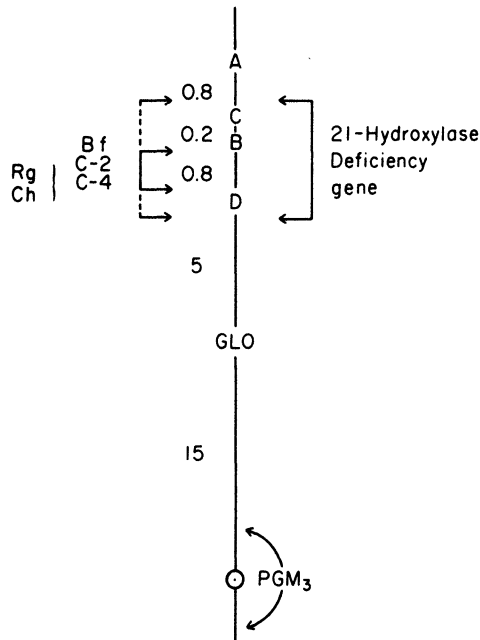 A
0.8
C
Bf
0.2
B
21-Hydroxylase
C-2
Deficiency
Rg
C-4
0.8
gene
Ch
D
5
GLO
15
PGM3